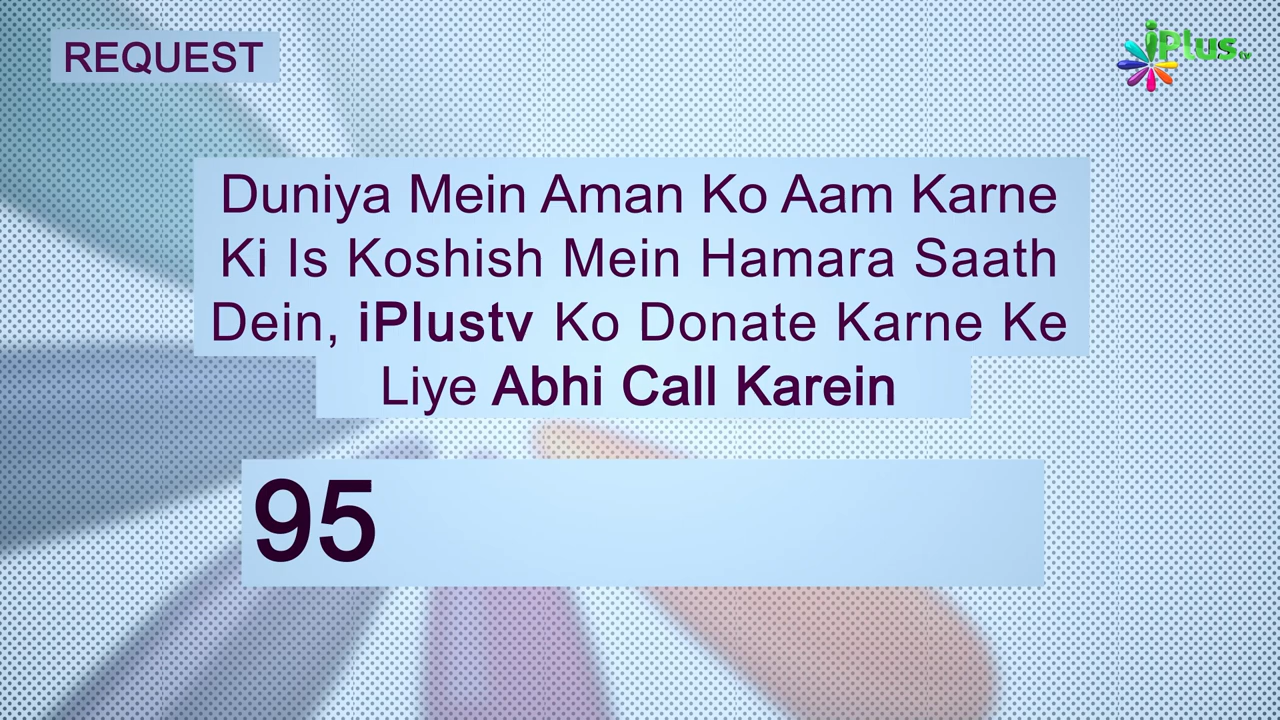 REQUEST
iPlus tv
Duniya Mein Aman Ko Aam Karne
Ki Is Koshish Mein Hamara Saath
Dein, iPlustv Ko Donate Karne Ke
Liye Abhi Call Karein
95